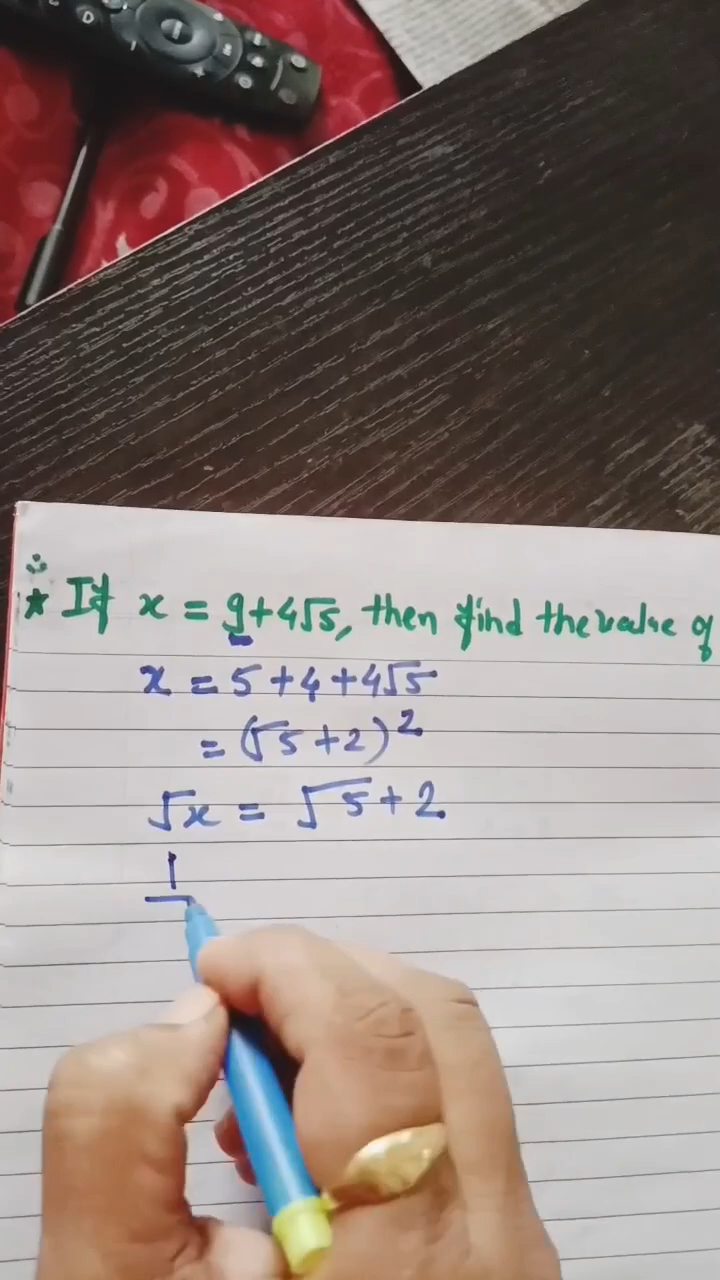 ★ If x = 9+4√5, then find the value of
x = 5+4+4√5
= (√5+2)²
√x = √5+2
1